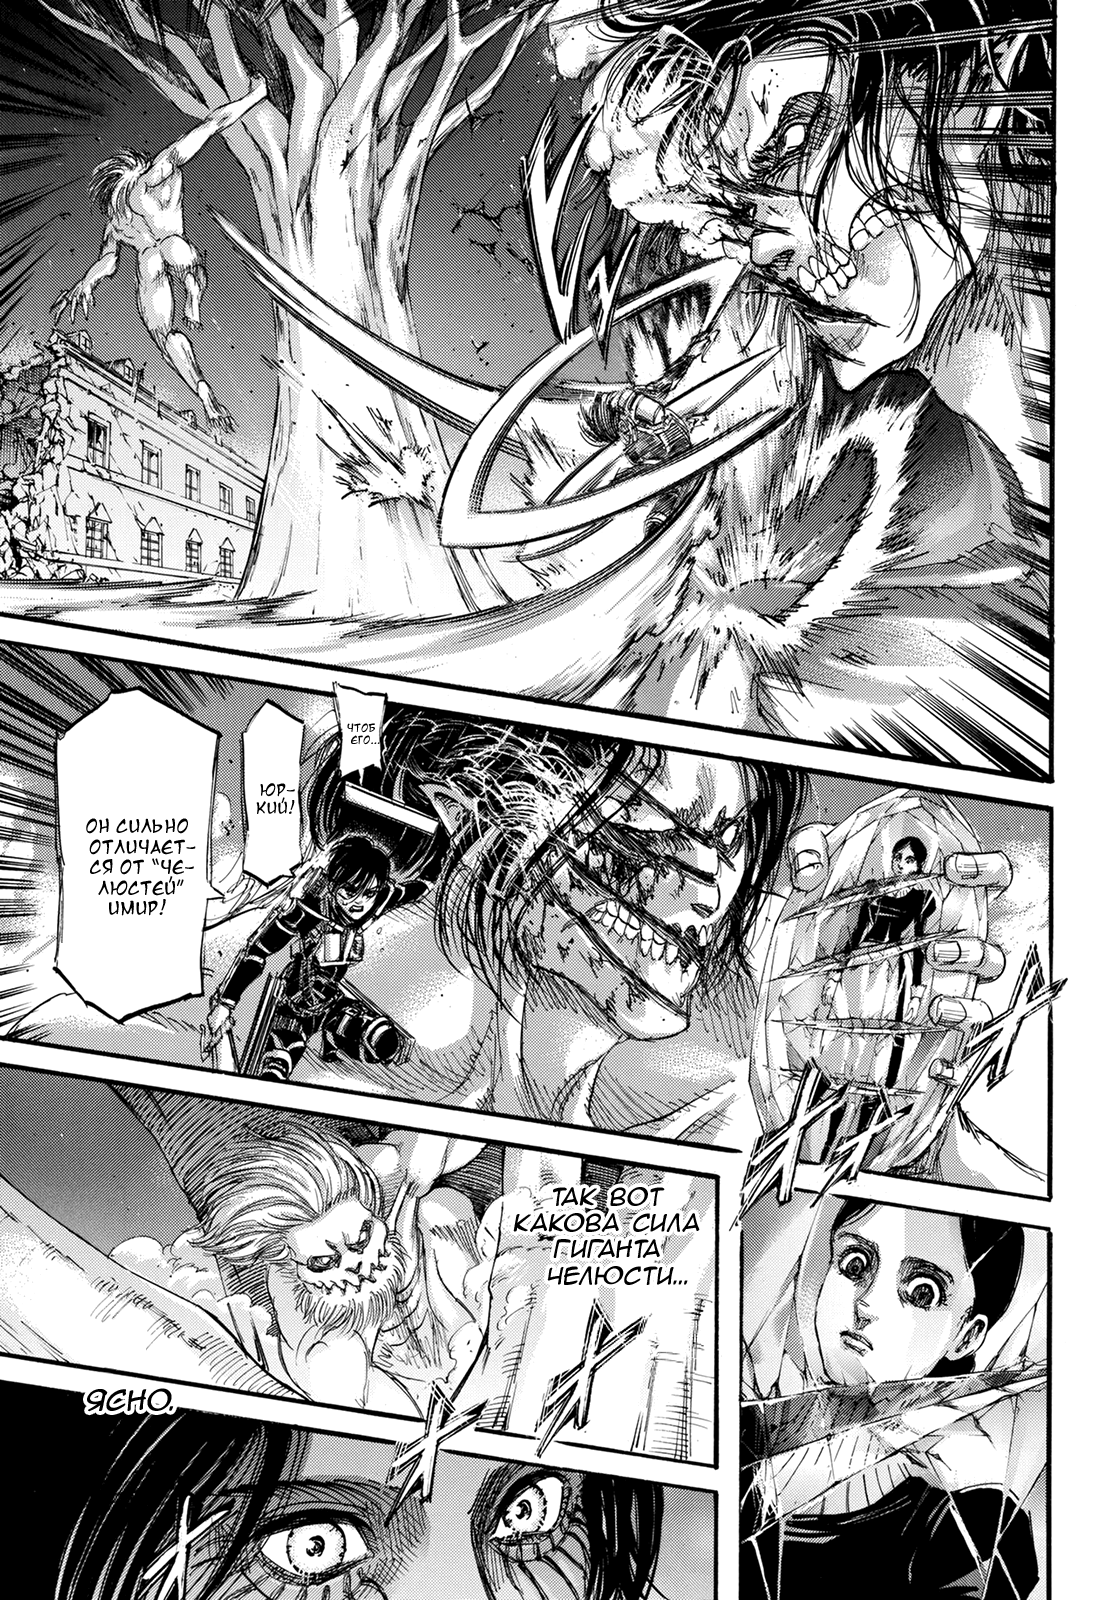 ЧТОБ
ЕГО...
ЮР-
КИЙ!
ОН СИЛЬНО
ОТЛИЧАЕТ-
СЯ ОТ "ЧЕ-
ЛЮСТЕЙ"
ИМИР!
ТАК ВОТ
КАКОВА СИЛА
ГИГАНТА
ЧЕЛЮСТИ...
ЯСНО.